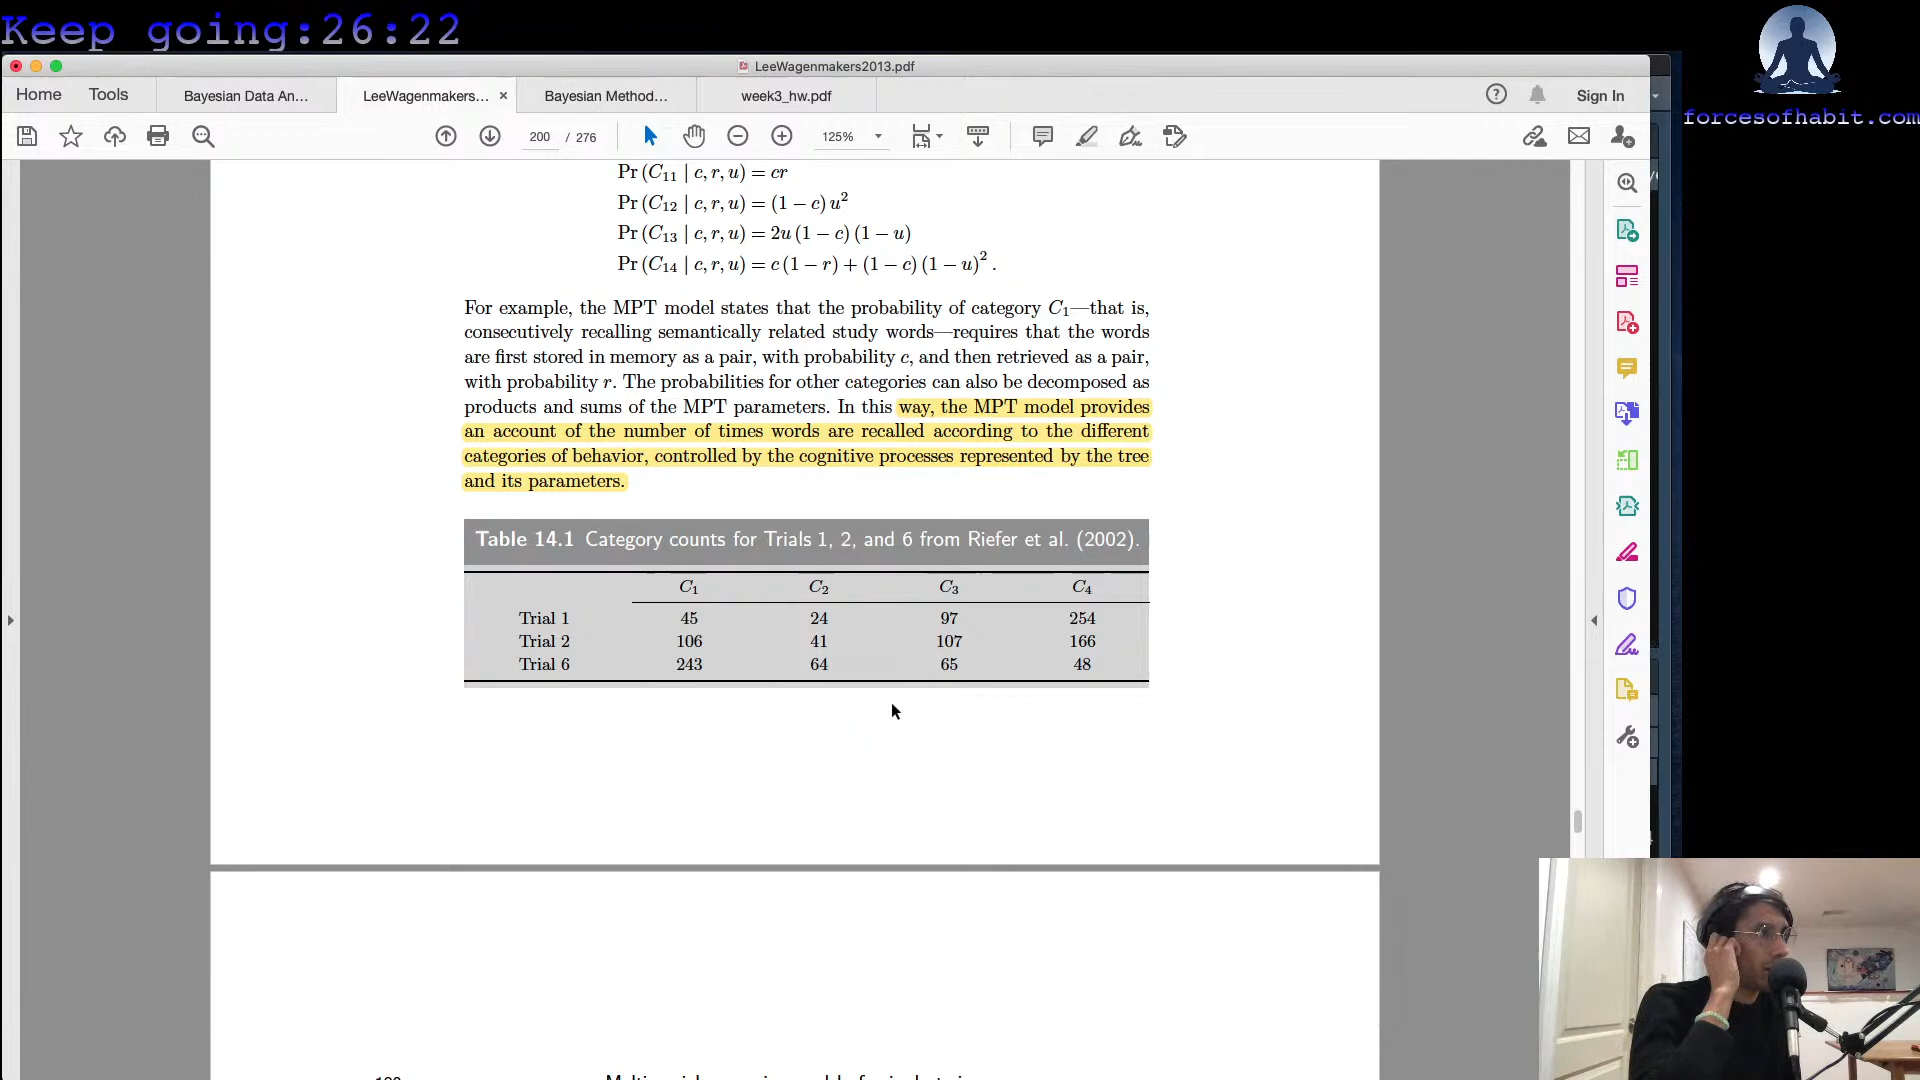 Keep going:26:22
forcesofhabit.com
LeeWagenmakers2013.pdf
Home Tools Bayesian Data An... LeeWagenmakers... × Bayesian Method... week3_hw.pdf Sign In
200 / 276 125%
Pr (C11 | c, r, u) = cr
Pr (C12 | c, r, u) = (1 − c) u²
Pr (C13 | c, r, u) = 2u (1 − c) (1 − u)
Pr (C14 | c, r, u) = c (1 − r) + (1 − c) (1 − u)² .
For example, the MPT model states that the probability of category C1—that is,
consecutively recalling semantically related study words—requires that the words
are first stored in memory as a pair, with probability c, and then retrieved as a pair,
with probability r. The probabilities for other categories can also be decomposed as
products and sums of the MPT parameters. In this way, the MPT model provides
an account of the number of times words are recalled according to the different
categories of behavior, controlled by the cognitive processes represented by the tree
and its parameters.
Table 14.1 Category counts for Trials 1, 2, and 6 from Riefer et al. (2002).
C1 C2 C3 C4
Trial 1 45 24 97 254
Trial 2 106 41 107 166
Trial 6 243 64 65 48